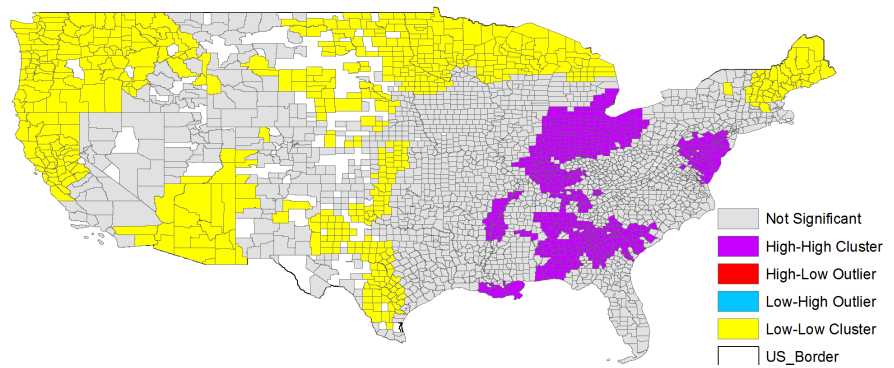 Not Significant
High-High Cluster
High-Low Outlier
Low-High Outlier
Low-Low Cluster
US_Border